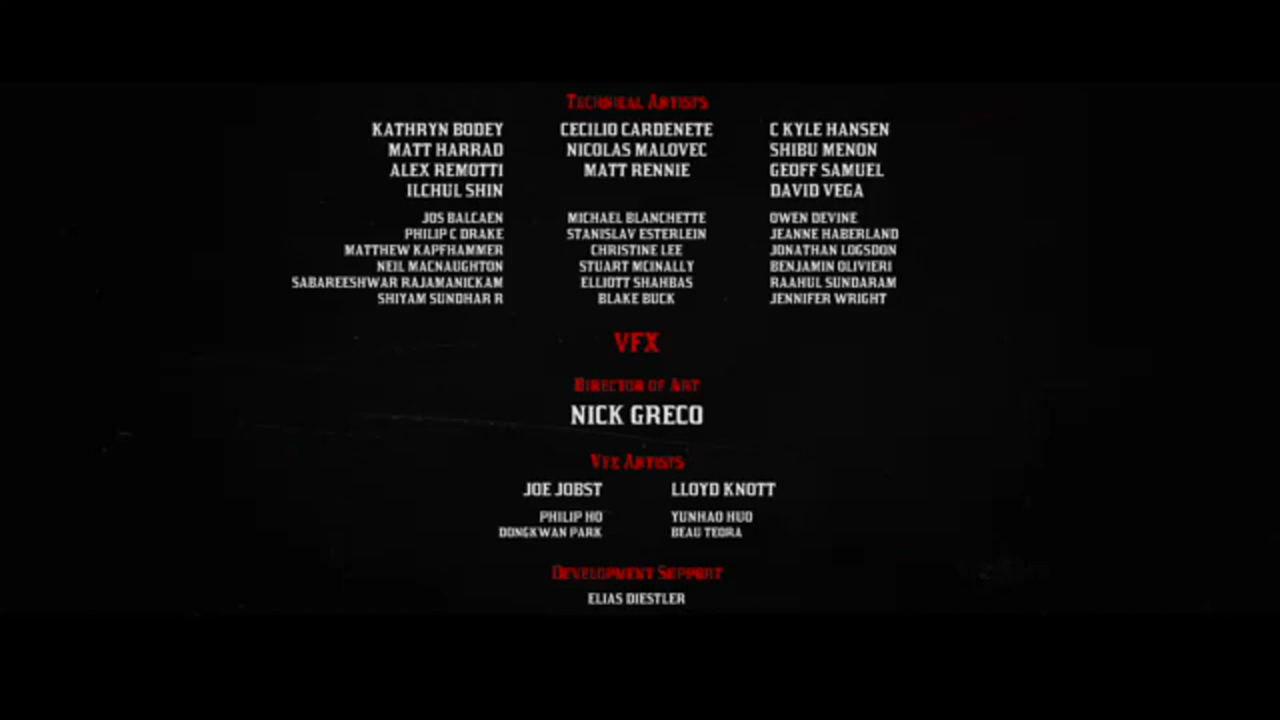 TECHNICAL ARTISTS
KATHRYN BODEY CECILIO CARDENETE C KYLE HANSEN
MATT HARRAD NICOLAS MALOVEC SHIBU MENON
ALEX REMOTTI MATT RENNIE GEOFF SAMUEL
ILCHUL SHIN DAVID VEGA
JOS BALCAEN MICHAEL BLANCHETTE OWEN DEVINE
PHILIP C DRAKE STANISLAV ESTERLEIN JEANNE HABERLAND
MATTHEW KAPFHAMMER CHRISTINE LEE JONATHAN LOGSDON
NEIL MACNAUGHTON STUART MCINALLY BENJAMIN OLIVIERI
SABAREESHWAR RAJAMANICKAM ELLIOTT SHAHBAS RAAHUL SUNDARAM
SHIYAM SUNDHAR R BLAKE BUCK JENNIFER WRIGHT
VFX
DIRECTOR OF ART
NICK GRECO
VFX ARTISTS
JOE JOBST LLOYD KNOTT
PHILIP HO YUNHAO HUO
DONGKWAN PARK BEAU TEORA
DEVELOPMENT SUPPORT
ELIAS DIESTLER